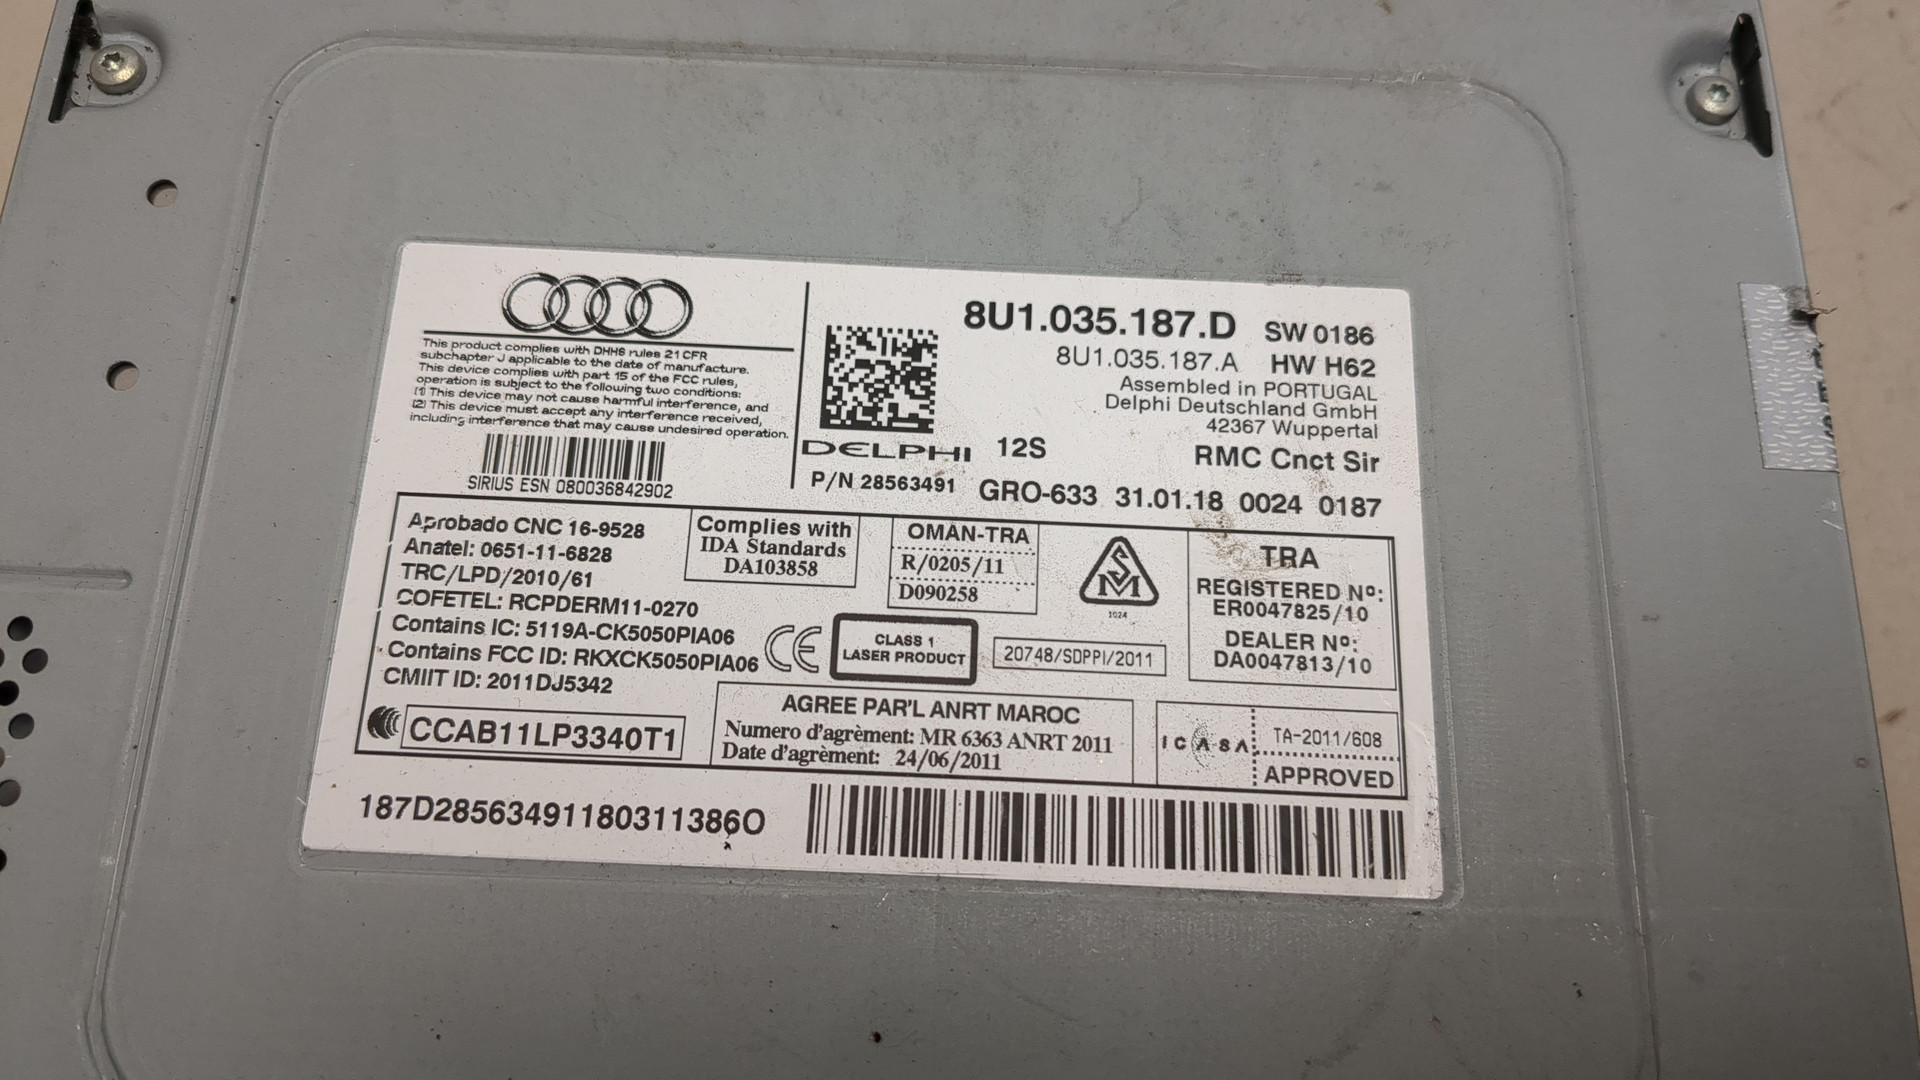 This product complies with DHHS rules 21 CFR
subchapter J applicable to the date of manufacture.
This device complies with part 15 of the FCC rules,
operation is subject to the following two conditions:
(1) This device may not cause harmful interference, and
(2) This device must accept any interference received,
including interference that may cause undesired operation.
SIRIUS ESN 080036842902
8U1.035.187.D SW 0186
8U1.035.187.A HW H62
Assembled in PORTUGAL
Delphi Deutschland GmbH
42367 Wuppertal
DELPHI 12S RMC Cnct Sir
P/N 28563491 GRO-633 31.01.18 0024 0187
Aprobado CNC 16-9528
Anatel: 0651-11-6828
TRC/LPD/2010/61
COFETEL: RCPDERM11-0270
Contains IC: 5119A-CK5050PIA06
Contains FCC ID: RKXCK5050PIA06
CMIIT ID: 2011DJ5342
CCAB11LP3340T1
Complies with
IDA Standards
DA103858
OMAN-TRA
R/0205/11
D090258
SM
1024
TRA
REGISTERED Nº:
ER0047825/10
DEALER Nº:
DA0047813/10
CE
CLASS 1
LASER PRODUCT
20748/SDPPI/2011
AGREE PAR'L ANRT MAROC
Numero d'agrèment: MR 6363 ANRT 2011
Date d'agrèment: 24/06/2011
ICASA
TA-2011/608
APPROVED
187D28563491180311386O